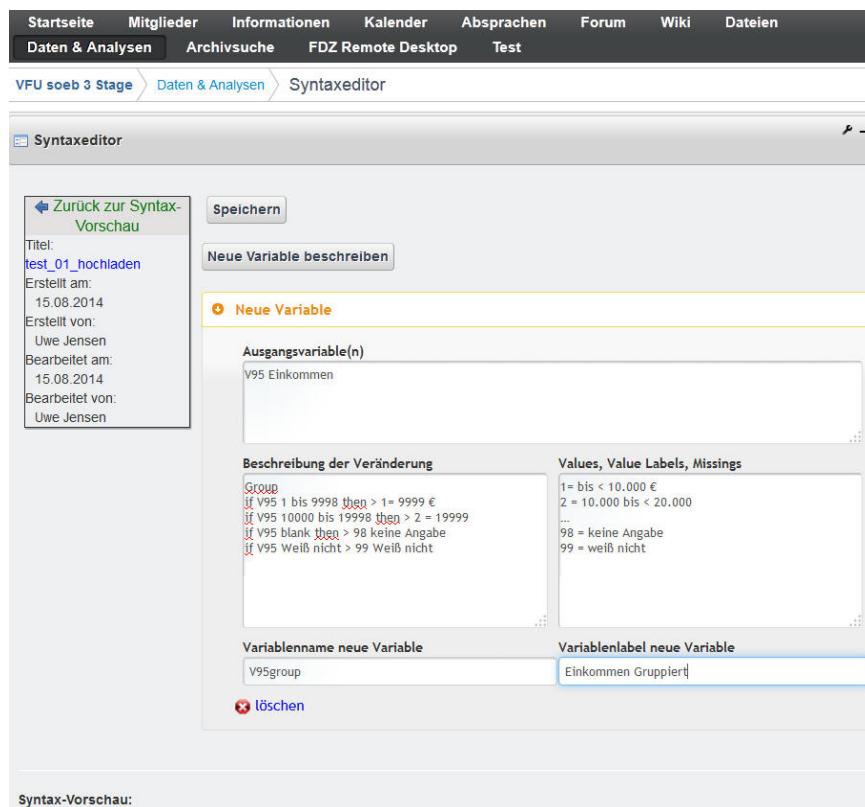 Startseite Mitglieder Informationen Kalender Absprachen Forum Wiki Dateien
Daten & Analysen Archivsuche FDZ Remote Desktop Test
VFU soeb 3 Stage Daten & Analysen Syntaxeditor
Syntaxeditor
Zurück zur Syntax-
Vorschau
Titel:
test_01_hochladen
Erstellt am:
15.08.2014
Erstellt von:
Uwe Jensen
Bearbeitet am:
15.08.2014
Bearbeitet von:
Uwe Jensen
Speichern
Neue Variable beschreiben
Neue Variable
Ausgangsvariable(n)
V95 Einkommen
Beschreibung der Veränderung
Group
if V95 1 bis 9998 then > 1= 9999 €
if V95 10000 bis 19998 then > 2 = 19999
if V95 blank then > 98 keine Angabe
if V95 Weiß nicht > 99 Weiß nicht
Values, Value Labels, Missings
1= bis < 10.000 €
2 = 10.000 bis < 20.000
...
98 = keine Angabe
99 = weiß nicht
Variablenname neue Variable
V95group
Variablenlabel neue Variable
Einkommen Gruppiert
löschen
Syntax-Vorschau: